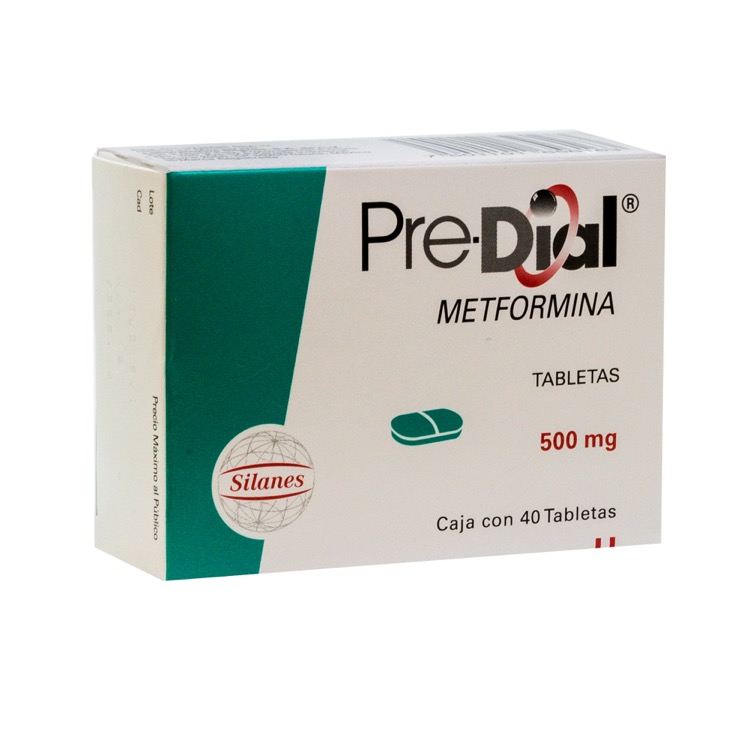 Pre-Dial®
METFORMINA
TABLETAS
500 mg
Caja con 40 Tabletas
Silanes
Lote
Cad
Precio Máximo al Público